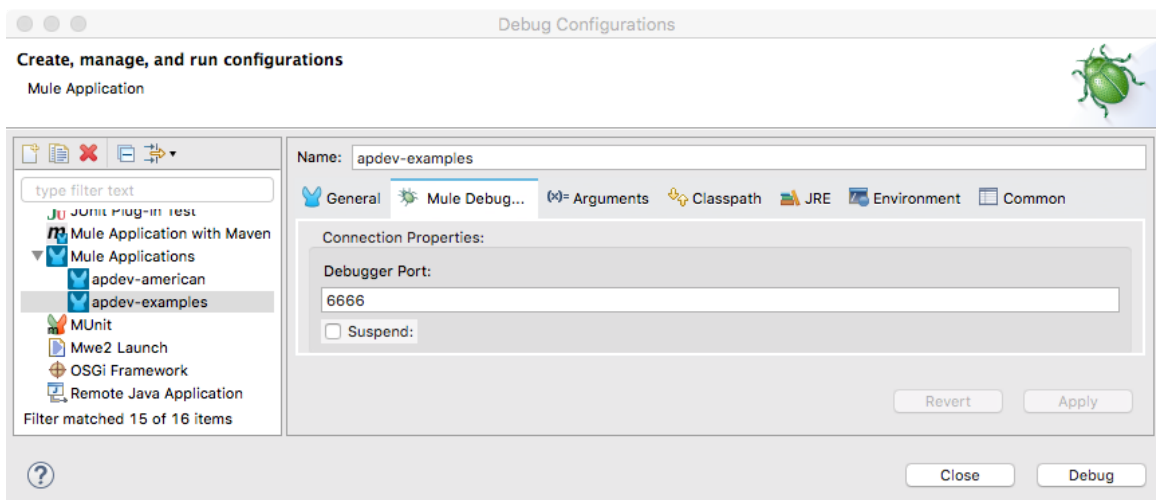 Debug Configurations
Create, manage, and run configurations
Mule Application
type filter text
JUnit Plug-in Test
Mule Application with Maven
Mule Applications
apdev-american
apdev-examples
MUnit
Mwe2 Launch
OSGi Framework
Remote Java Application
Filter matched 15 of 16 items
Name: apdev-examples
General Mule Debug... (x)= Arguments Classpath JRE Environment Common
Connection Properties:
Debugger Port:
6666
Suspend:
Revert Apply
? Close Debug